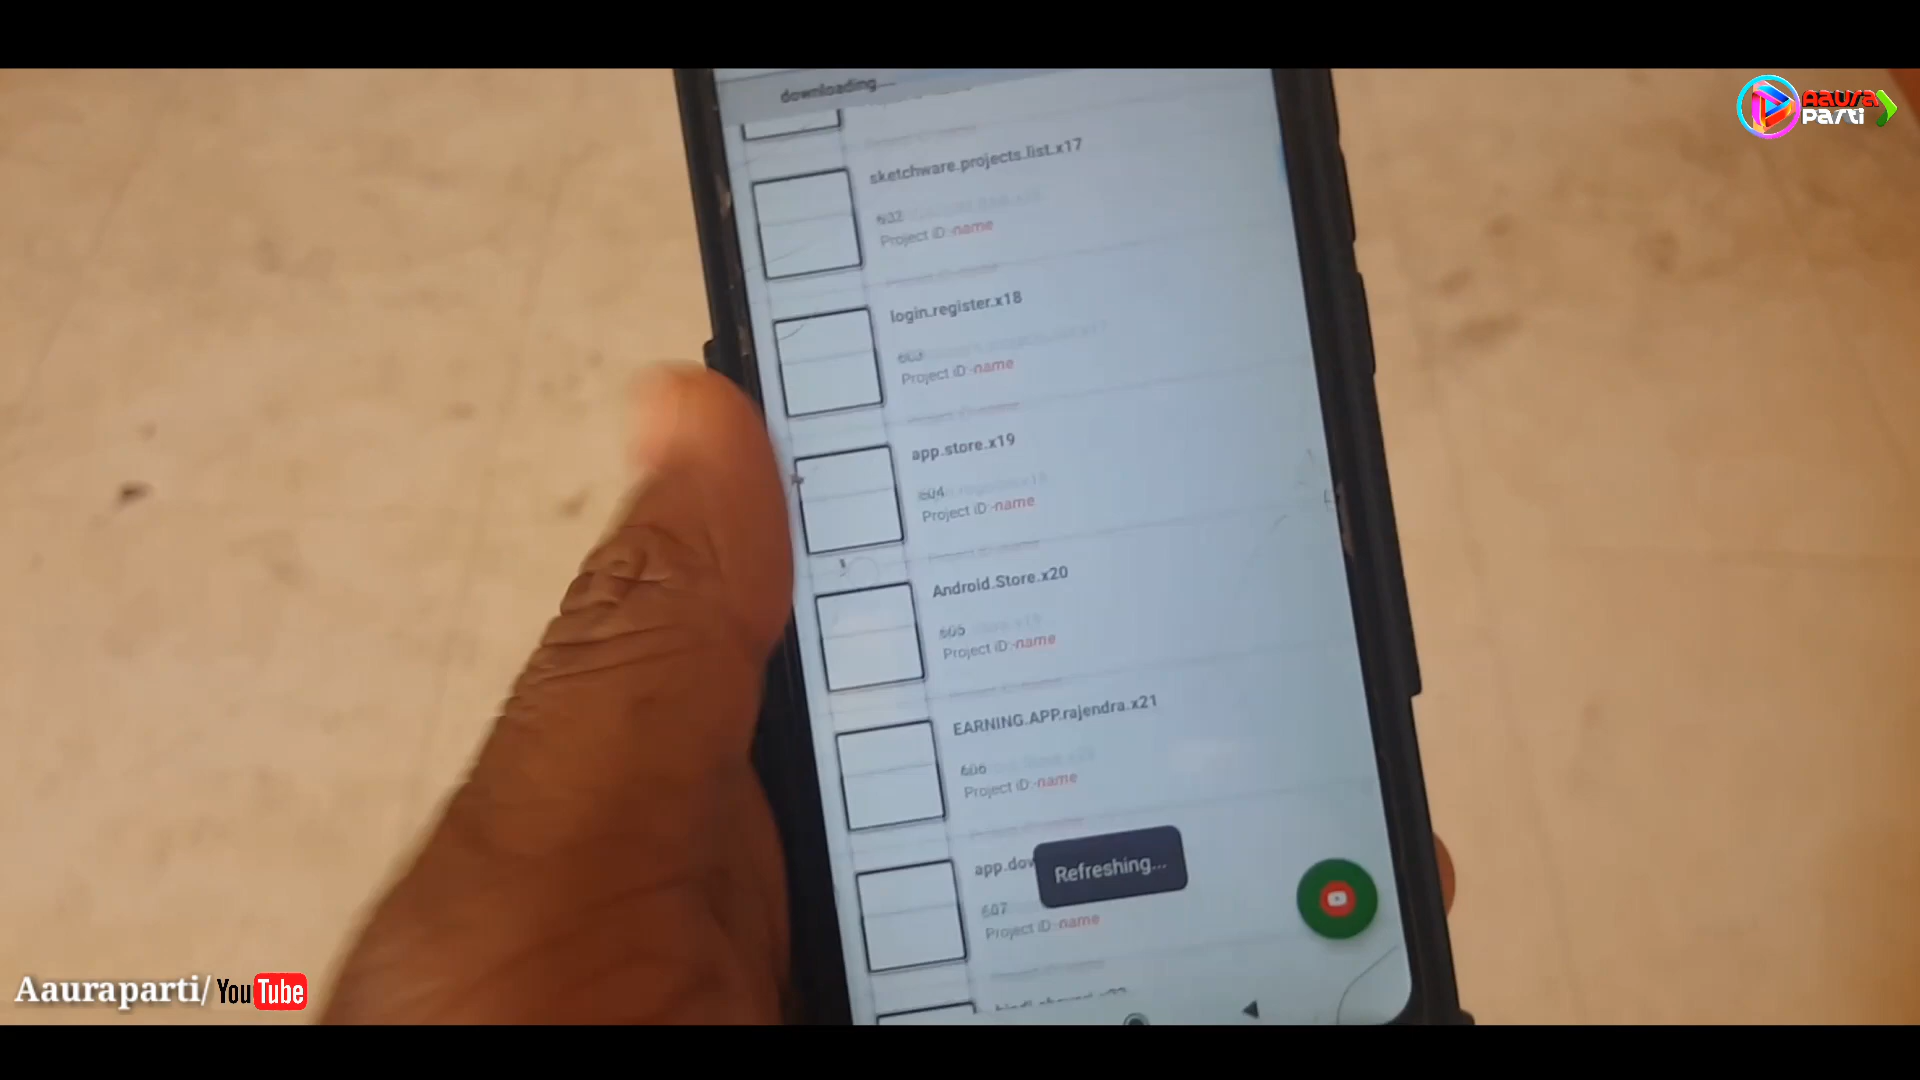 Aaura
Parti
downloading....
sketchware.projects.list.x17
602
Project iD:-name
login.register.x18
603
Project iD:-name
app.store.x19
604
Project iD:-name
Android.Store.x20
605
Project iD:-name
EARNING.APP.rajendra.x21
606
Project iD:-name
Refreshing...
607
Project iD:-name
Aauraparti/YouTube